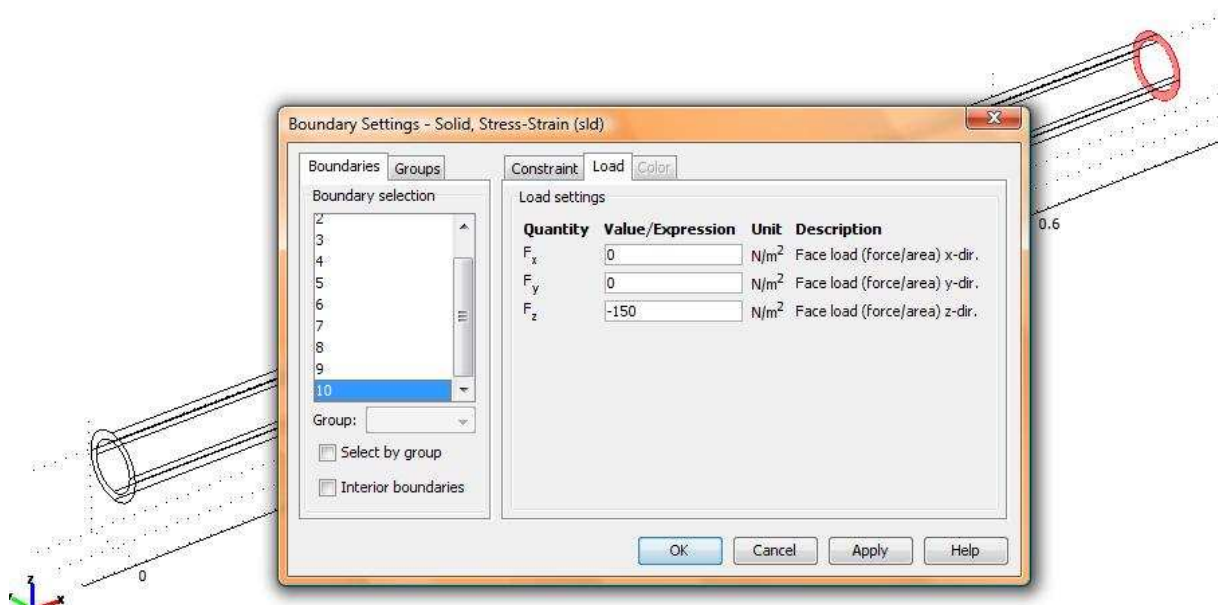 Boundary Settings - Solid, Stress-Strain (sld)
Boundaries Groups
Boundary selection
2
3
4
5
6
7
8
9
10
Group:
Select by group
Interior boundaries
Constraint Load Color
Load settings
Quantity Value/Expression Unit Description
Fx 0 N/m² Face load (force/area) x-dir.
Fy 0 N/m² Face load (force/area) y-dir.
Fz -150 N/m² Face load (force/area) z-dir.
OK Cancel Apply Help
0.6
0
z
x